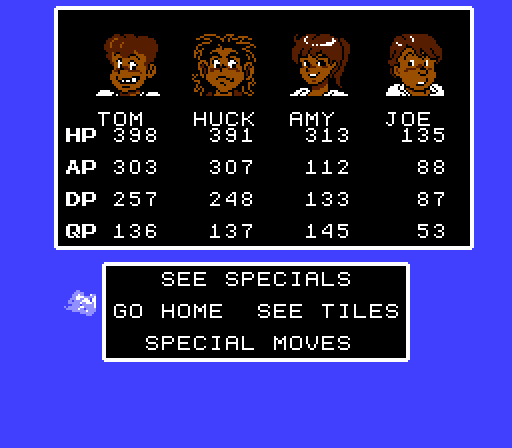 TOM HUCK AMY JOE
HP 398 391 313 135
AP 303 307 112 88
DP 257 248 133 87
QP 136 137 145 53
SEE SPECIALS
GO HOME SEE TILES
SPECIAL MOVES